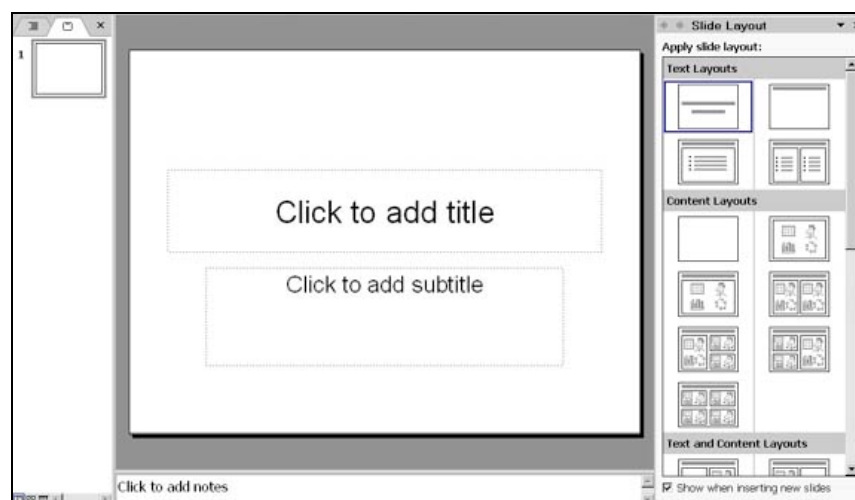 1
Click to add title
Click to add subtitle
Click to add notes
Slide Layout
Apply slide layout:
Text Layouts
Content Layouts
Text and Content Layouts
Show when inserting new slides